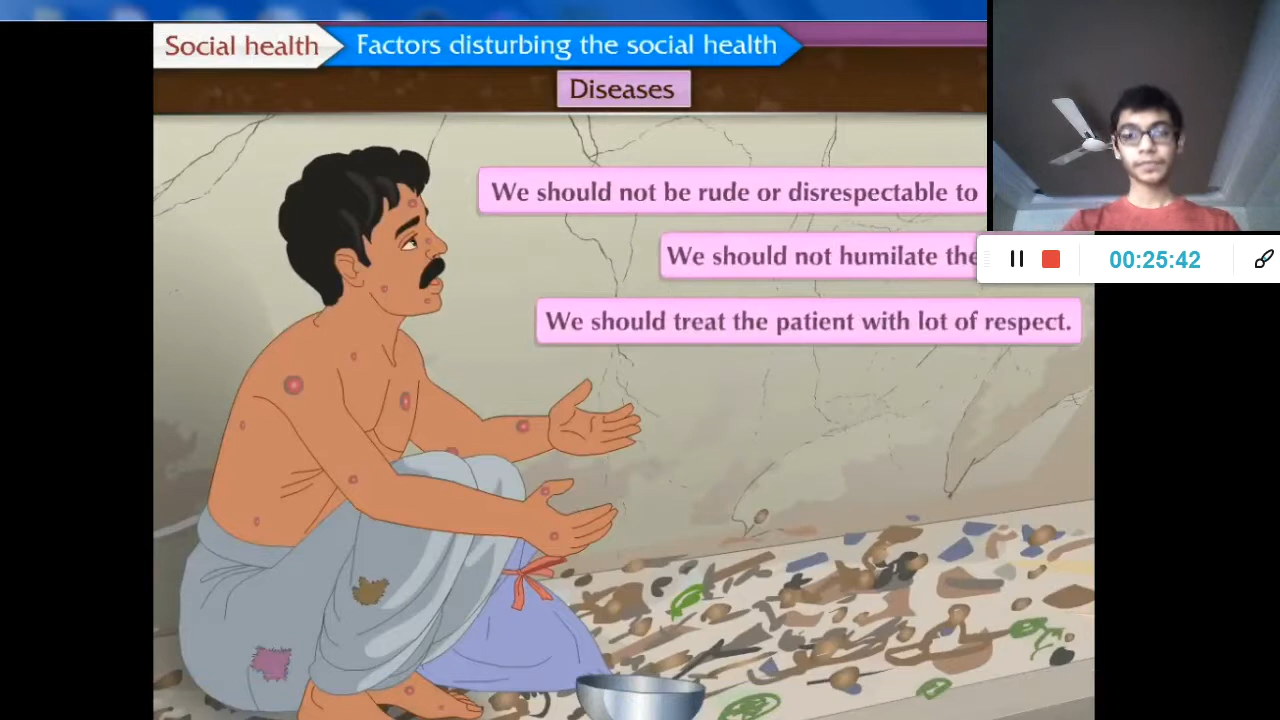 Social health
Factors disturbing the social health
Diseases
We should not be rude or disrespectable to
We should not humilate the
00:25:42
We should treat the patient with lot of respect.